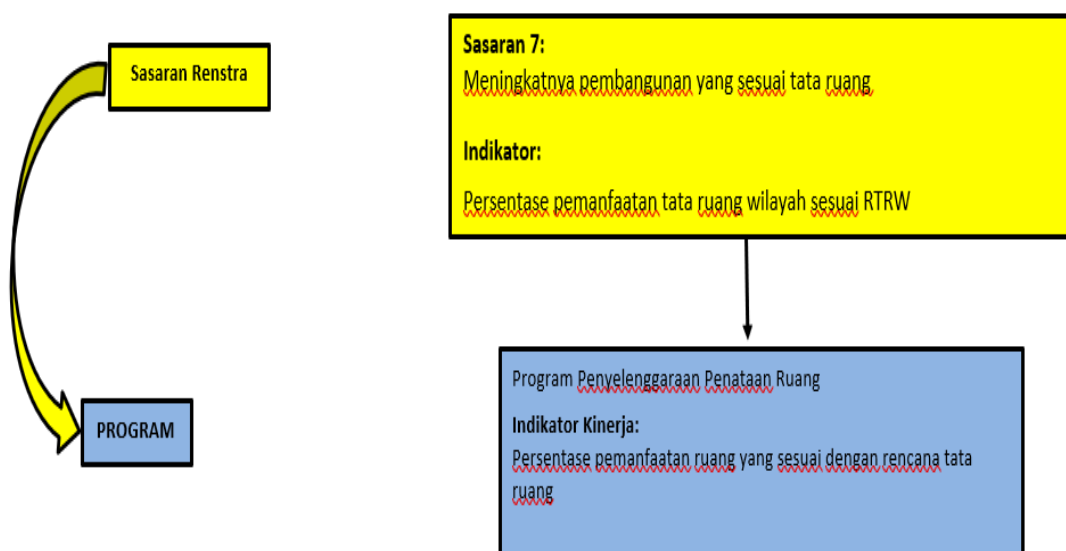 Sasaran Renstra
Sasaran 7:
Meningkatnya pembangunan yang sesuai tata ruang
Indikator:
Persentase pemanfaatan tata ruang wilayah sesuai RTRW
PROGRAM
Program Penyelenggaraan Penataan Ruang
Indikator Kinerja:
Persentase pemanfaatan ruang yang sesuai dengan rencana tata
ruang